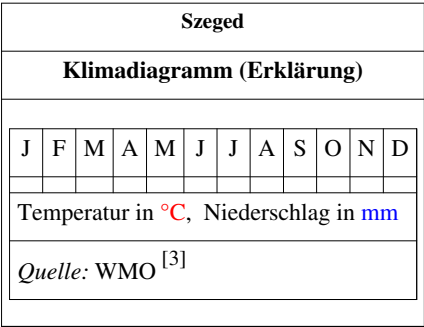 Szeged
Klimadiagramm (Erklärung)
J F M A M J J A S O N D
Temperatur in °C, Niederschlag in mm
Quelle: WMO [3]